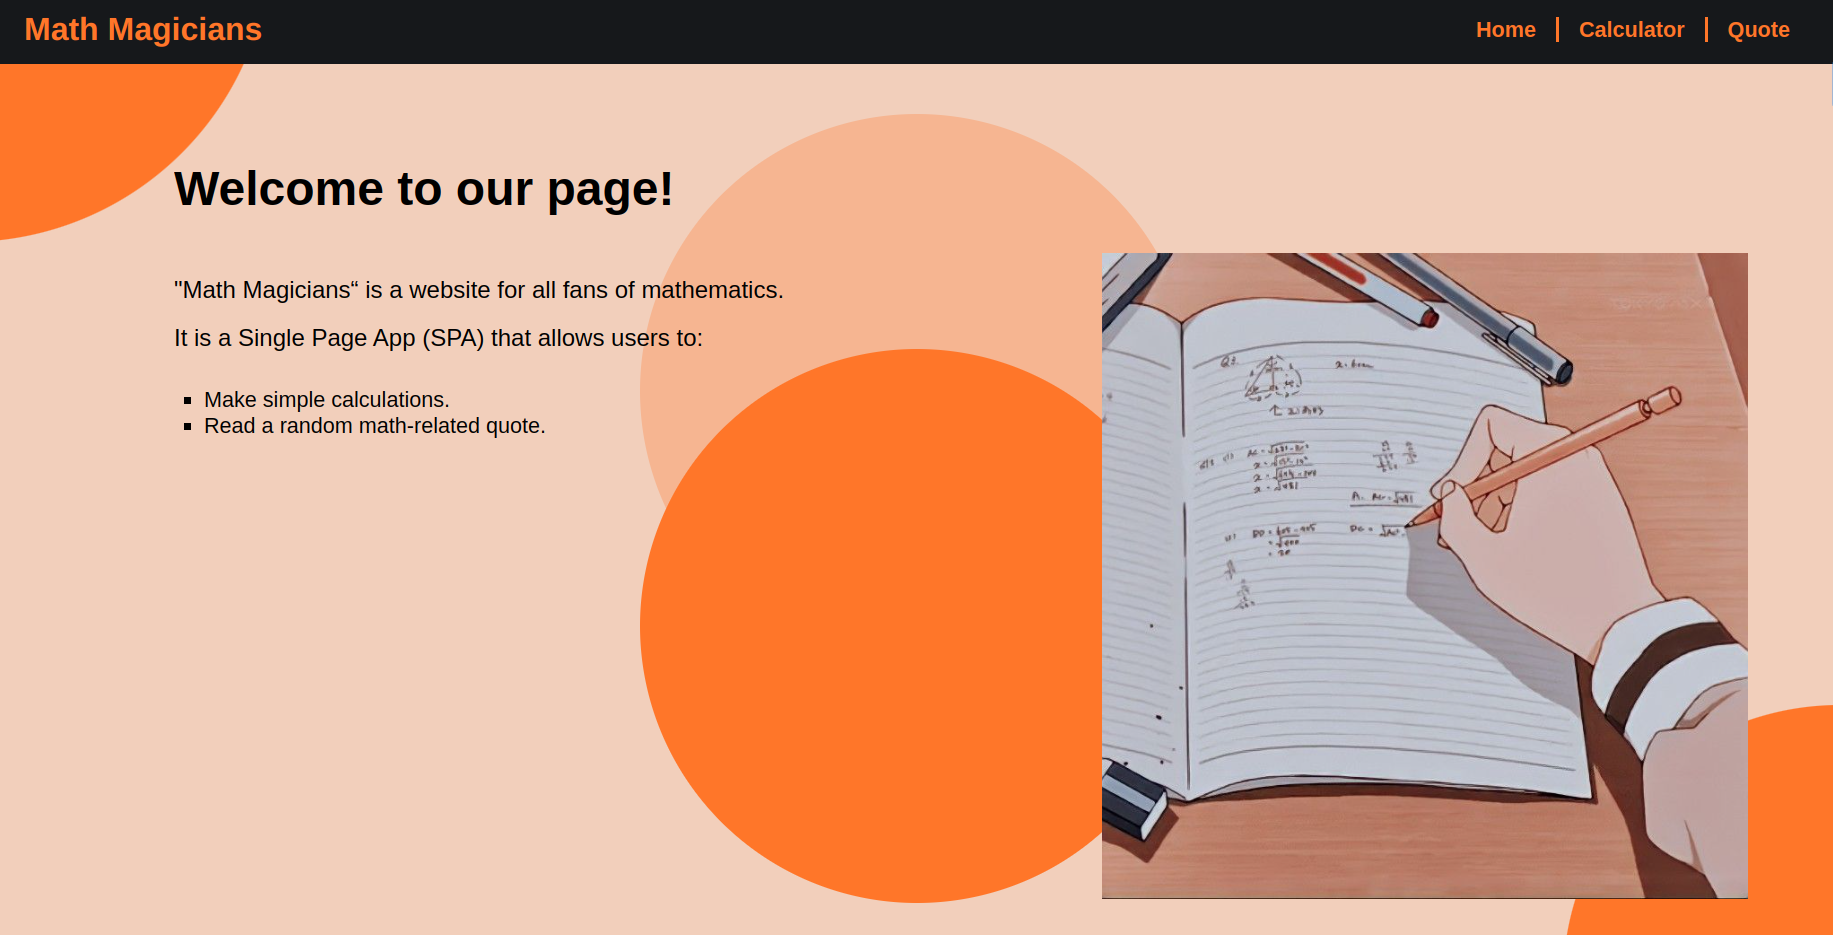 Math Magicians
Home | Calculator | Quote
Welcome to our page!
"Math Magicians“ is a website for all fans of mathematics.
It is a Single Page App (SPA) that allows users to:
▪ Make simple calculations.
▪ Read a random math-related quote.